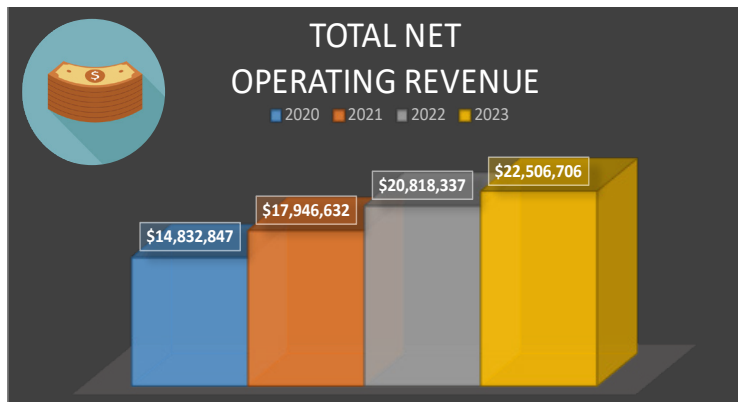 TOTAL NET
OPERATING REVENUE
2020 2021 2022 2023
$14,832,847
$17,946,632
$20,818,337
$22,506,706
$